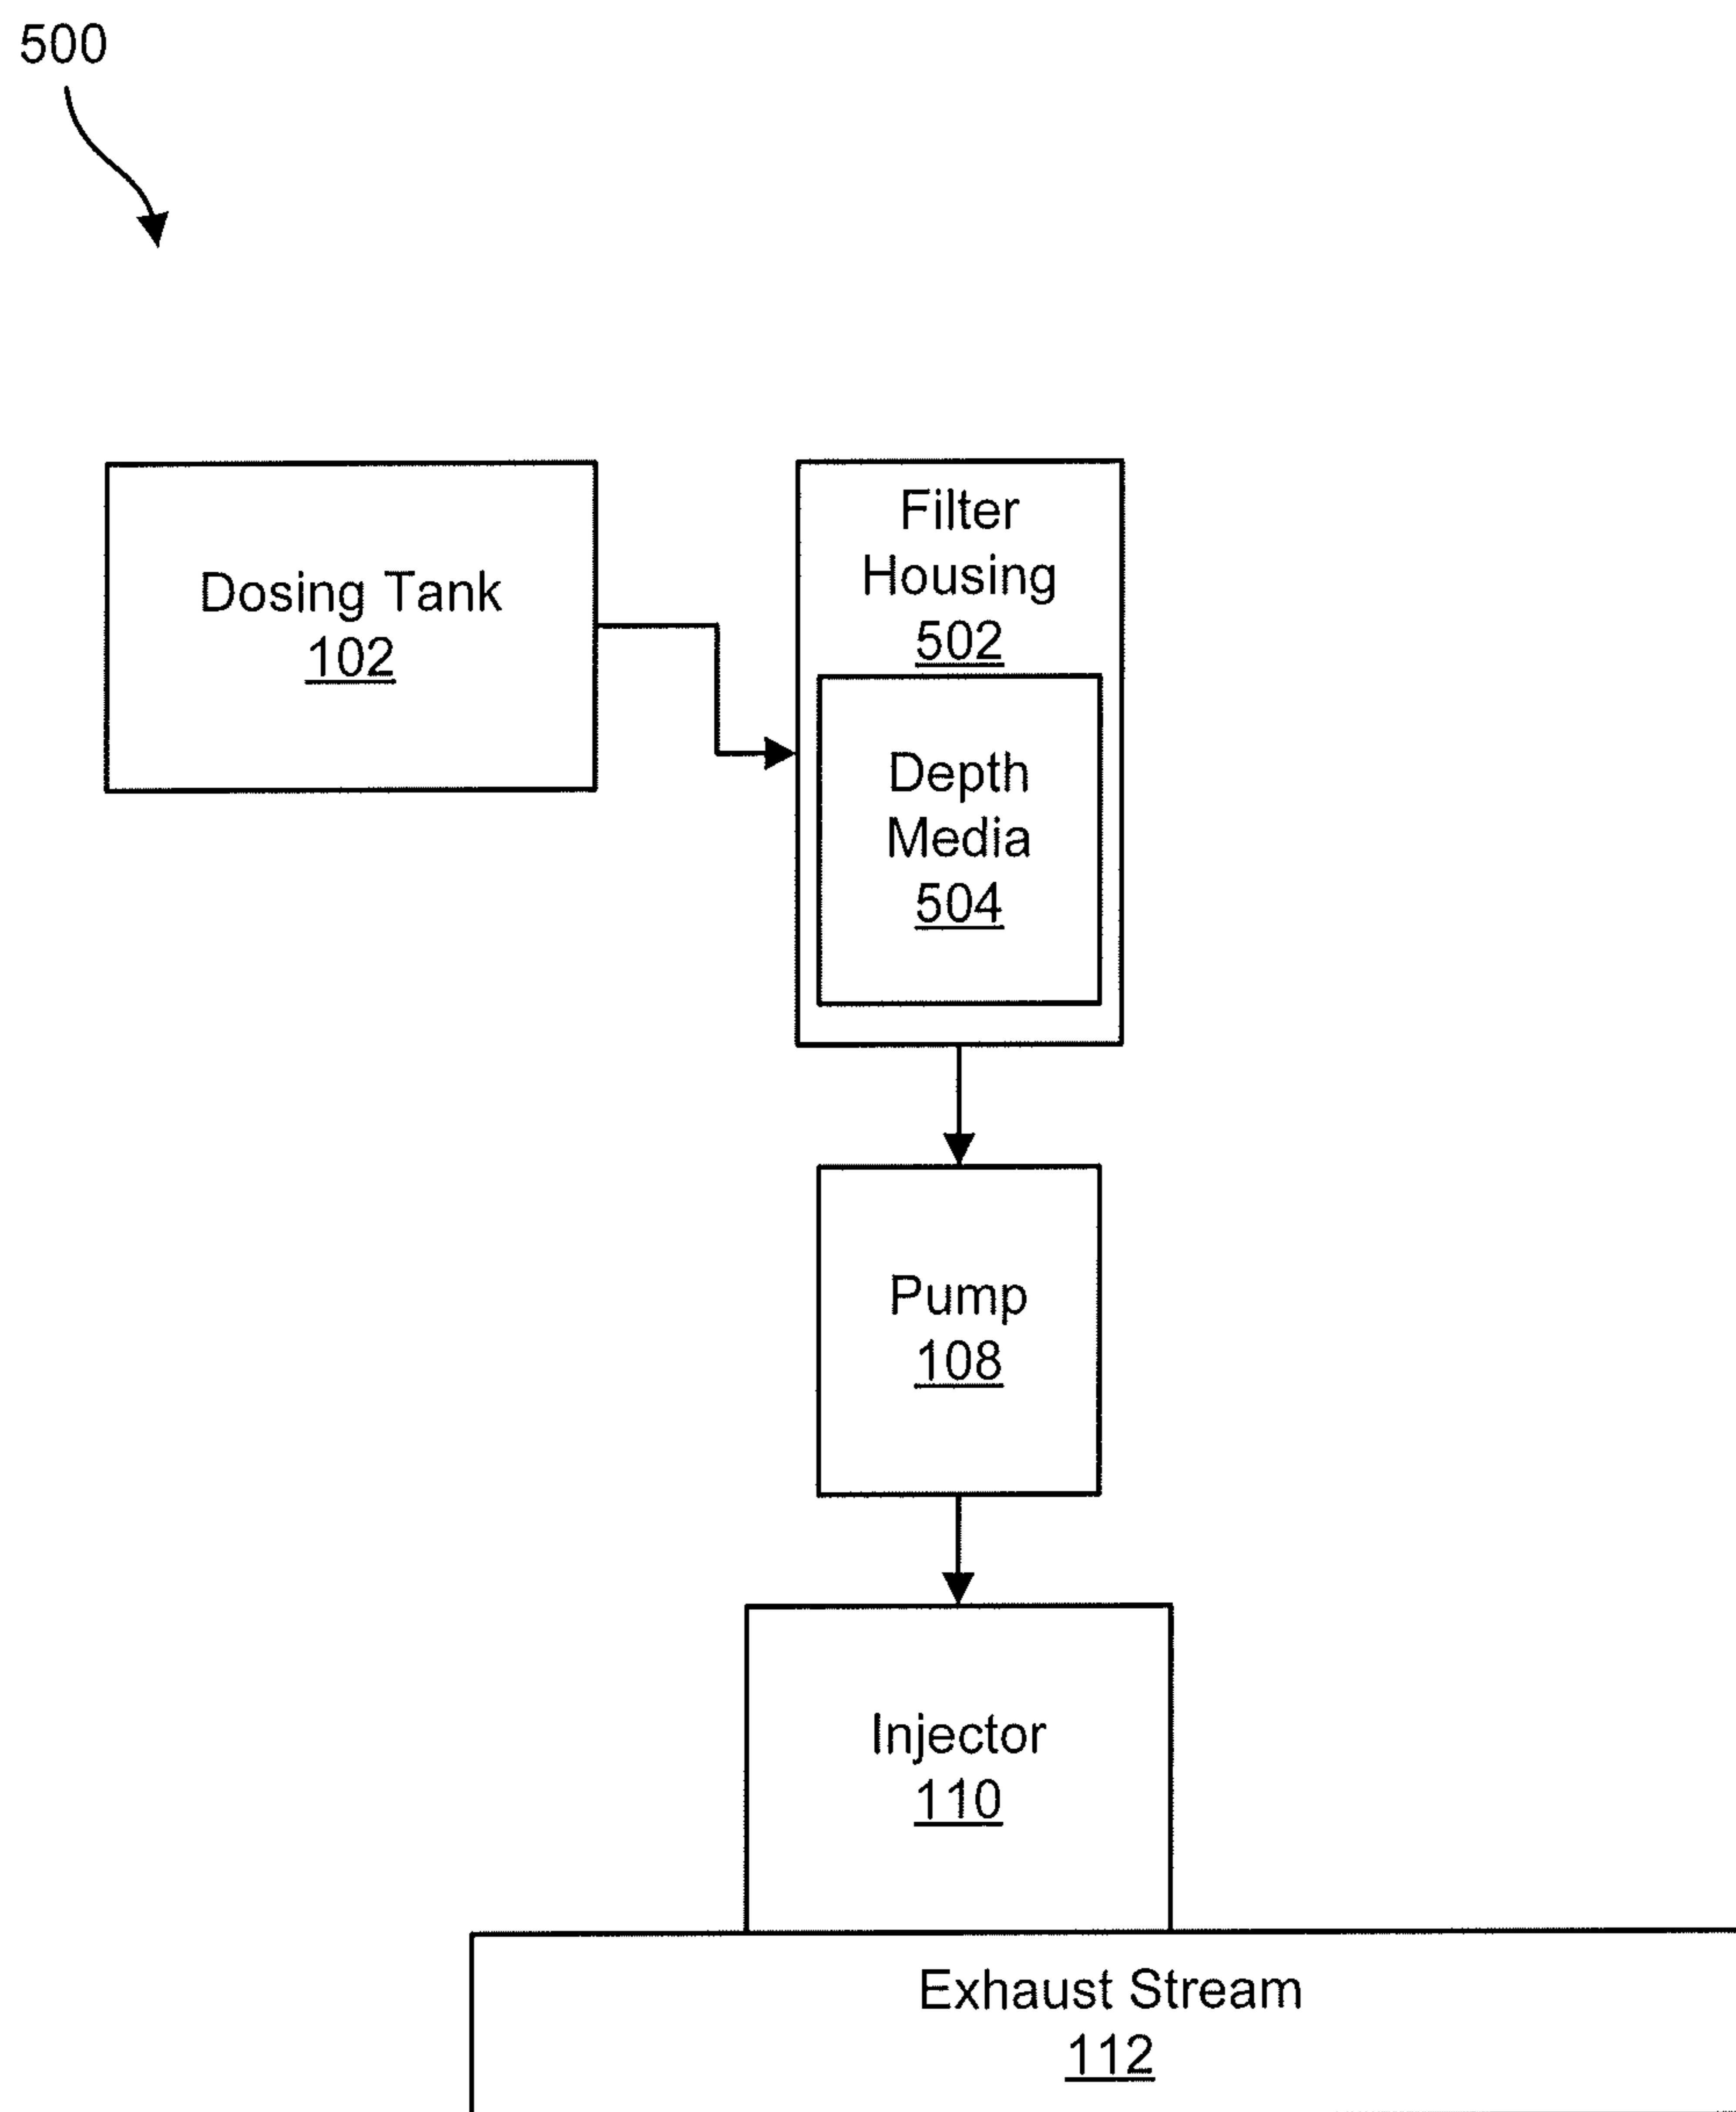 500
Dosing Tank
102
Filter
Housing
502
Depth
Media
504
Pump
108
Injector
110
Exhaust Stream
112